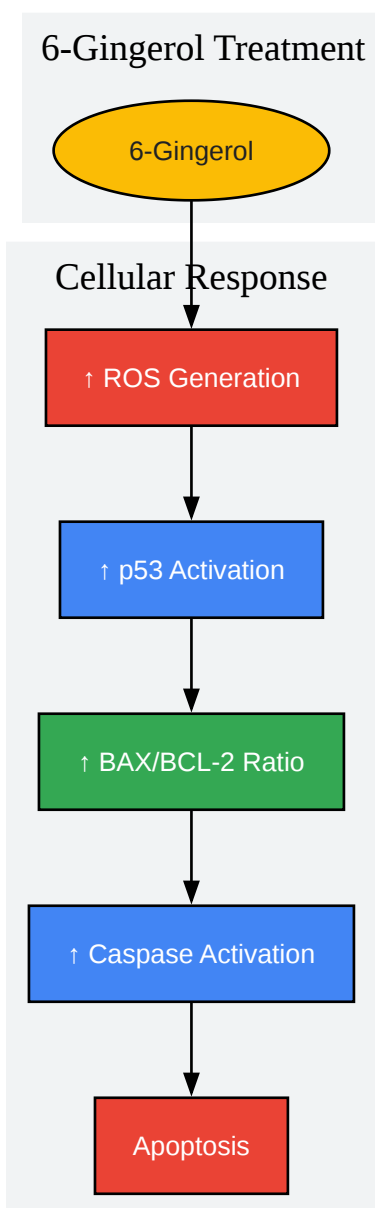 6-Gingerol Treatment
6-Gingerol
Cellular Response
↑ ROS Generation
↑ p53 Activation
↑ BAX/BCL-2 Ratio
↑ Caspase Activation
Apoptosis